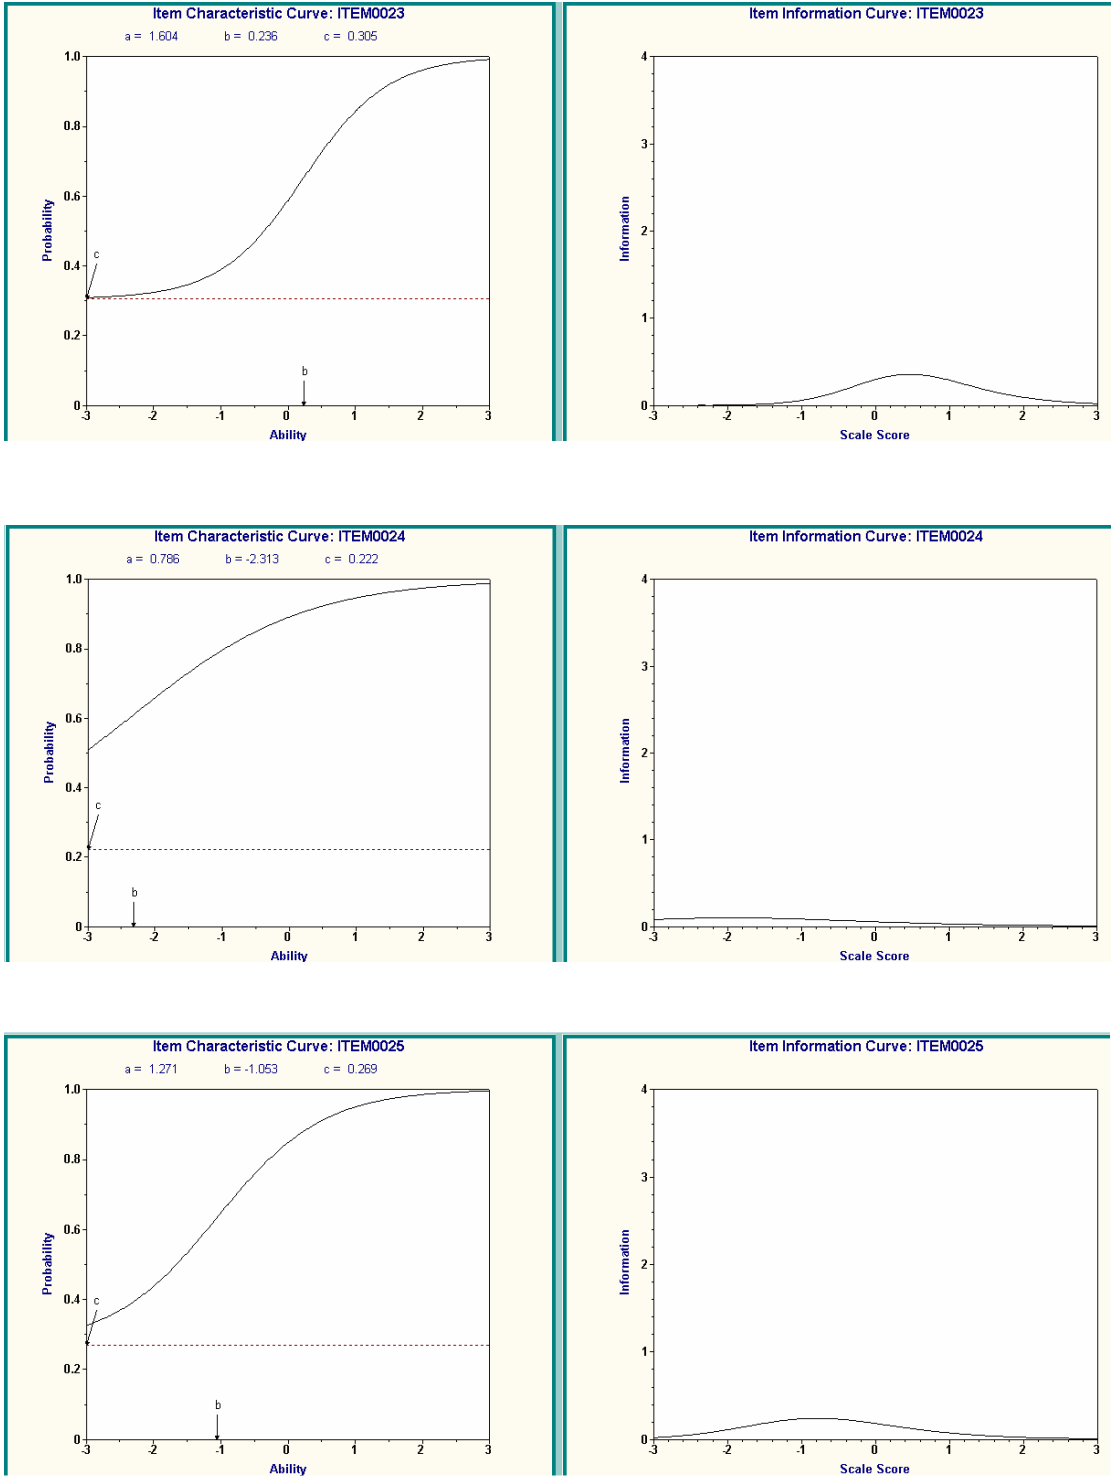 Item Characteristic Curve: ITEM0023
a = 1.604 b = 0.236 c = 0.305
1.0
0.8
0.6
0.4
0.2
0
Probability
c
b
-3 -2 -1 0 1 2 3
Ability
Item Information Curve: ITEM0023
4
3
2
1
0
Information
-3 -2 -1 0 1 2 3
Scale Score
Item Characteristic Curve: ITEM0024
a = 0.786 b = -2.313 c = 0.222
1.0
0.8
0.6
0.4
0.2
0
Probability
c
b
-3 -2 -1 0 1 2 3
Ability
Item Information Curve: ITEM0024
4
3
2
1
0
Information
-3 -2 -1 0 1 2 3
Scale Score
Item Characteristic Curve: ITEM0025
a = 1.271 b = -1.053 c = 0.269
1.0
0.8
0.6
0.4
0.2
0
Probability
c
b
-3 -2 -1 0 1 2 3
Ability
Item Information Curve: ITEM0025
4
3
2
1
0
Information
-3 -2 -1 0 1 2 3
Scale Score